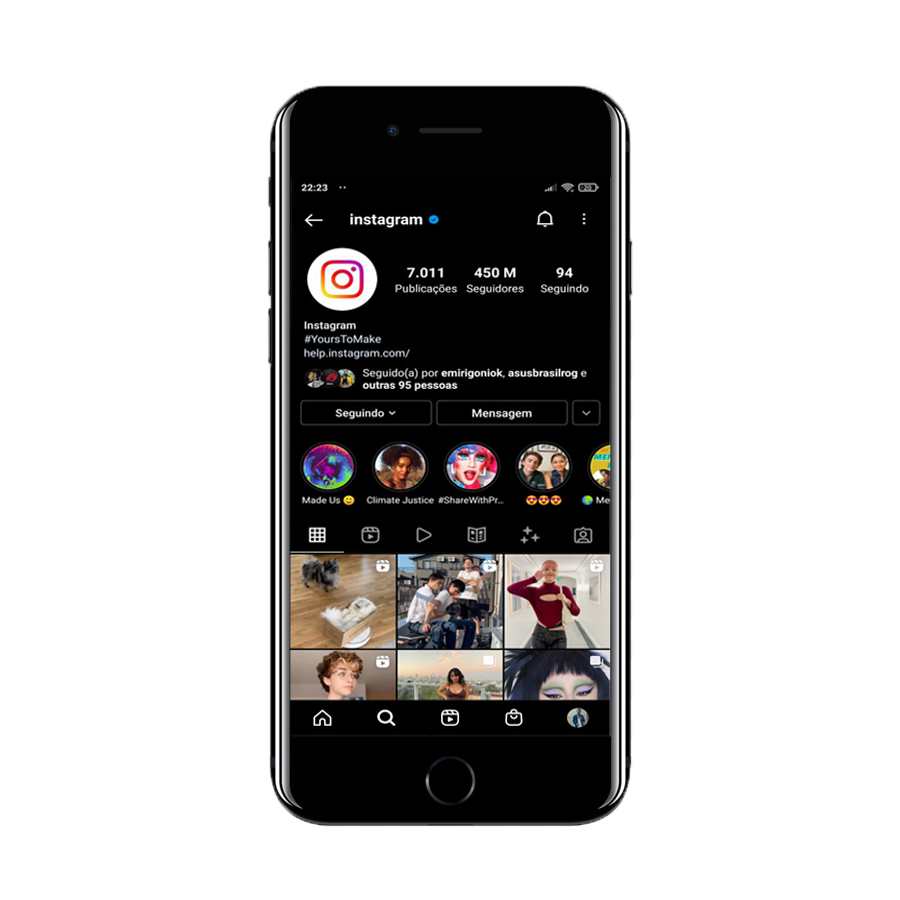 22:23
instagram
7.011 450 M 94
Publicações Seguidores Seguindo
Instagram
#YoursToMake
help.instagram.com/
Seguido(a) por emirigoniok, asusbrasilrog e
outras 95 pessoas
Seguindo Mensagem
Made Us 😊 Climate Justice #ShareWithPr... 😍😍😍 🌎 Me